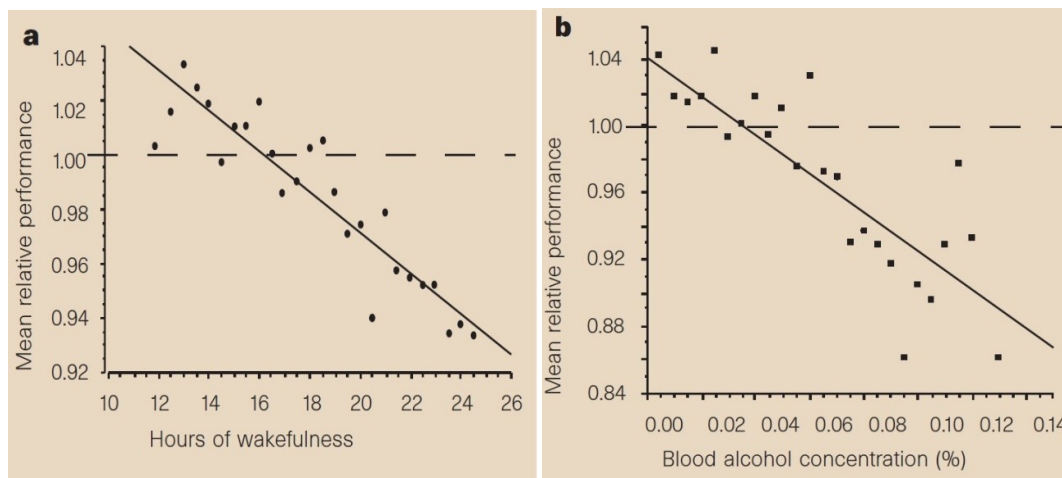 a
1.04
1.02
1.00
0.98
0.96
0.94
0.92
10 12 14 16 18 20 22 24 26
Hours of wakefulness
Mean relative performance
b
1.04
1.00
0.96
0.92
0.88
0.84
0.00 0.02 0.04 0.06 0.08 0.10 0.12 0.14
Blood alcohol concentration (%)
Mean relative performance